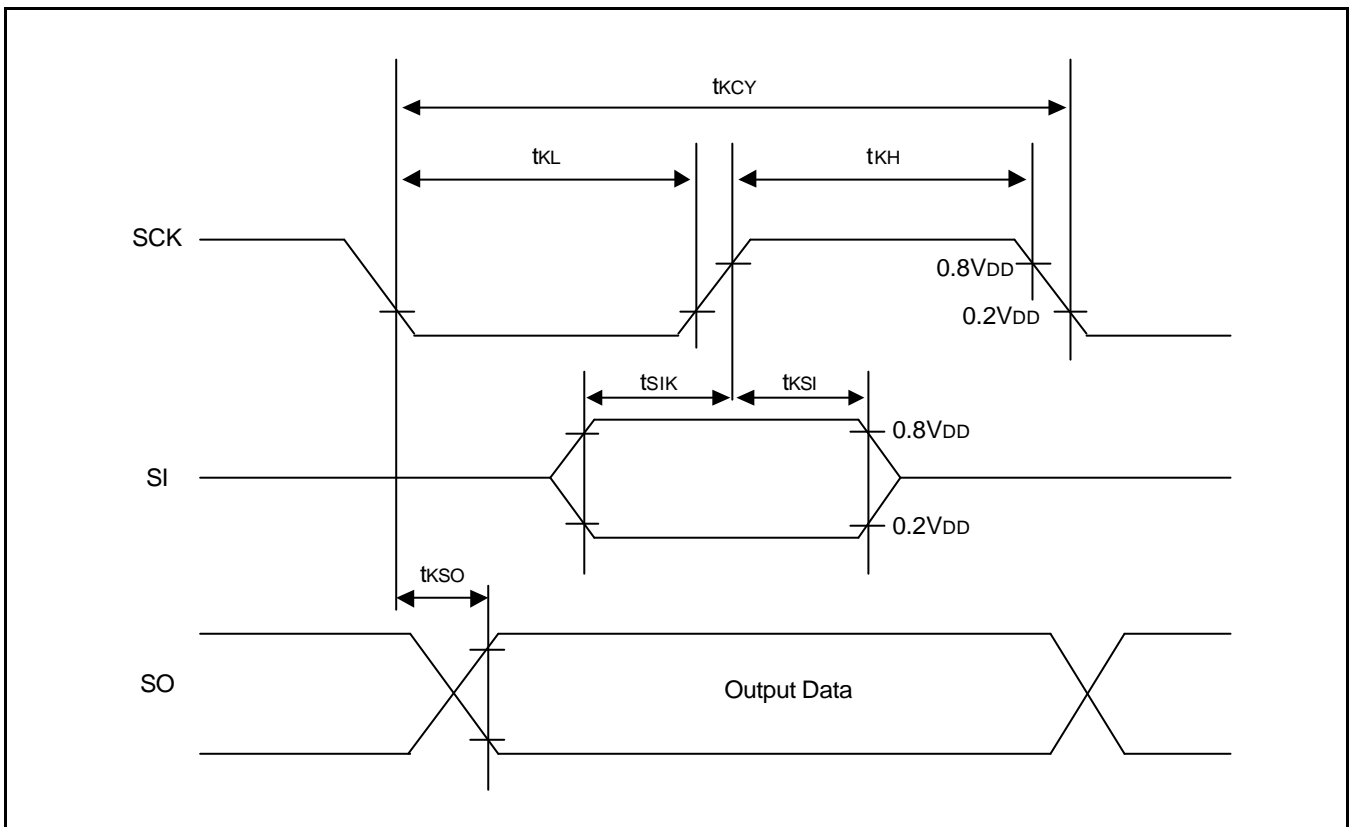 tKCY
tKL
tKH
SCK
0.8VDD
0.2VDD
tSIK
tKSI
0.8VDD
SI
0.2VDD
tKSO
SO
Output Data